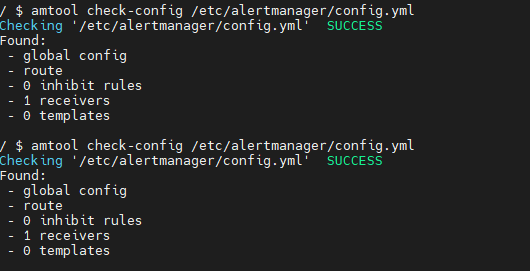 / $ amtool check-config /etc/alertmanager/config.yml
Checking '/etc/alertmanager/config.yml'  SUCCESS
Found:
 - global config
 - route
 - 0 inhibit rules
 - 1 receivers
 - 0 templates

/ $ amtool check-config /etc/alertmanager/config.yml
Checking '/etc/alertmanager/config.yml'  SUCCESS
Found:
 - global config
 - route
 - 0 inhibit rules
 - 1 receivers
 - 0 templates